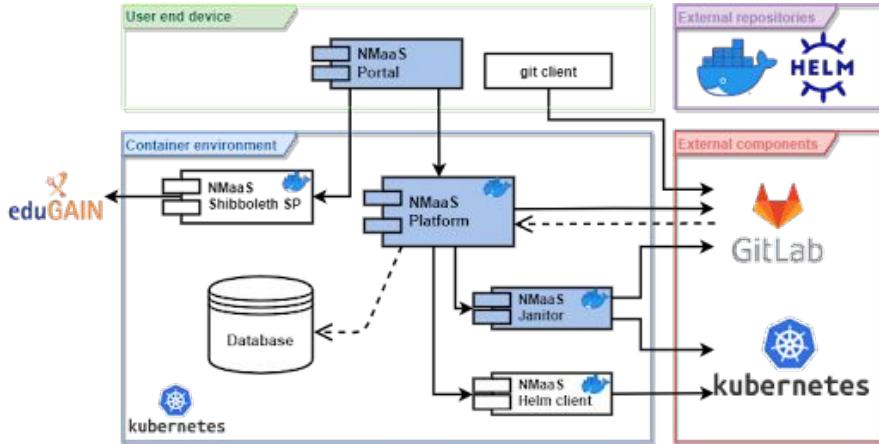 User end device
External repositories
NMaaS
Portal
git client
HELM
Container environment
External components
NMaaS
Shibboleth SP
eduGAIN
NMaaS
Platform
GitLab
NMaaS
Janitor
Database
NMaaS
Helm client
kubernetes
kubernetes